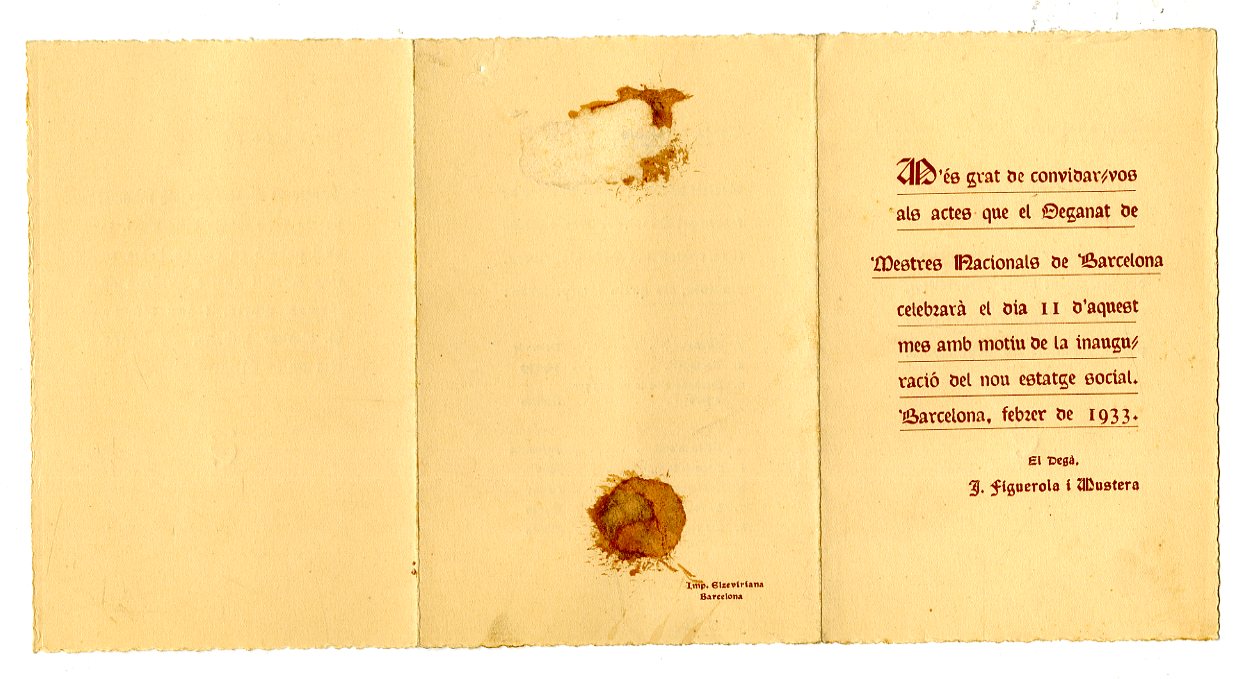 M'és grat de convidar-vos
als actes que el Deganat de
Mestres Nacionals de Barcelona
celebrarà el dia 11 d'aquest
mes amb motiu de la inaugu-
ració del nou estatge social.
Barcelona, febrer de 1933.
El Degà,
J. Figuerola i Mustera
Imp. Elzeviriana
Barcelona